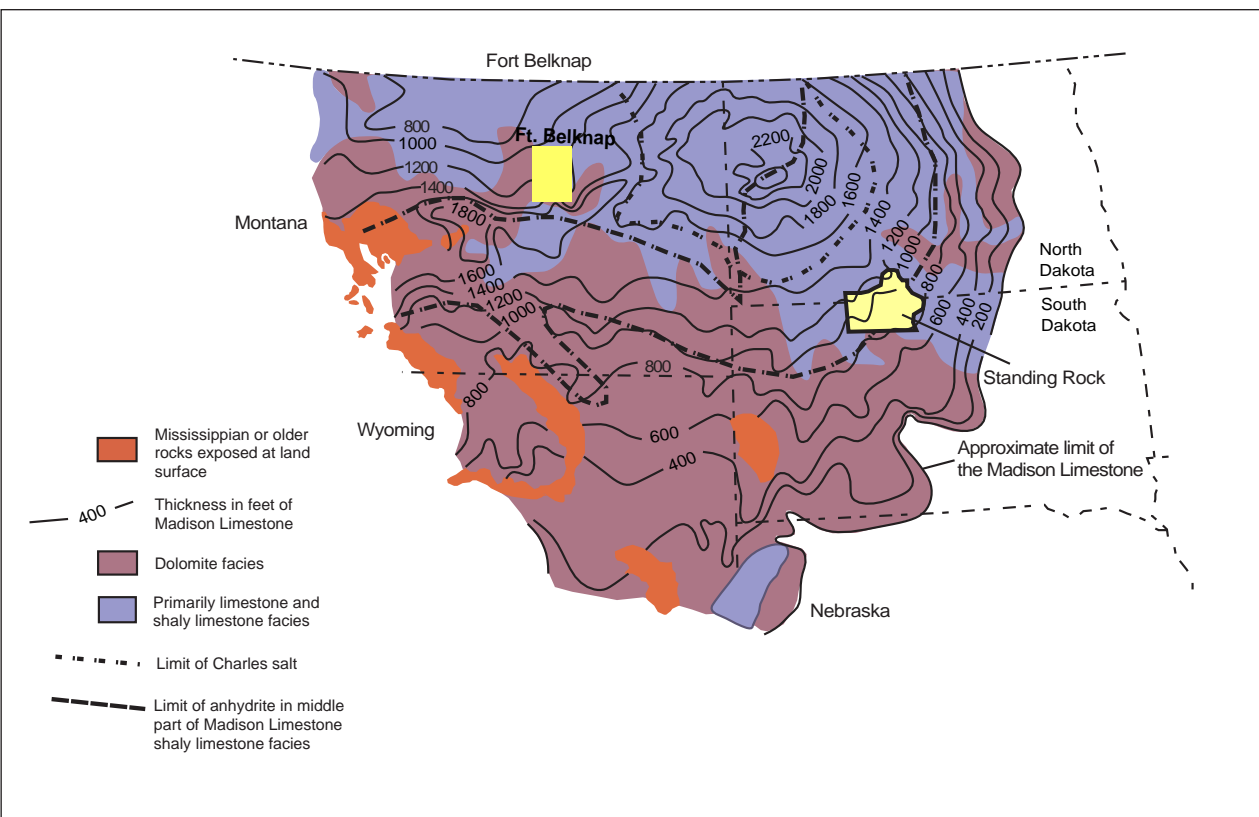 Fort Belknap
Ft. Belknap
800
1000
1200
1400
1800
1600
1400
1200
1000
800
800
600
400
2200
2000
1800
1600
1400
1200
1000
800
600
400
200
Montana
North
Dakota
South
Dakota
Standing Rock
Wyoming
Approximate limit of
the Madison Limestone
Nebraska
Mississippian or older
rocks exposed at land
surface
400
Thickness in feet of
Madison Limestone
Dolomite facies
Primarily limestone and
shaly limestone facies
Limit of Charles salt
Limit of anhydrite in middle
part of Madison Limestone
shaly limestone facies